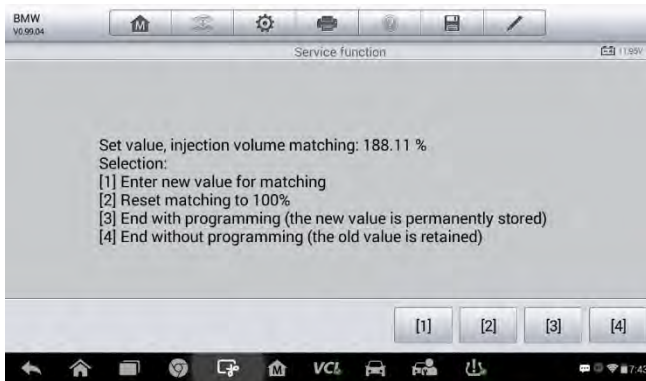 BMW
V0.99.04
Service function
11.95V
Set value, injection volume matching: 188.11 %
Selection:
[1] Enter new value for matching
[2] Reset matching to 100%
[3] End with programming (the new value is permanently stored)
[4] End without programming (the old value is retained)
[1] [2] [3] [4]
M VCI 7:43